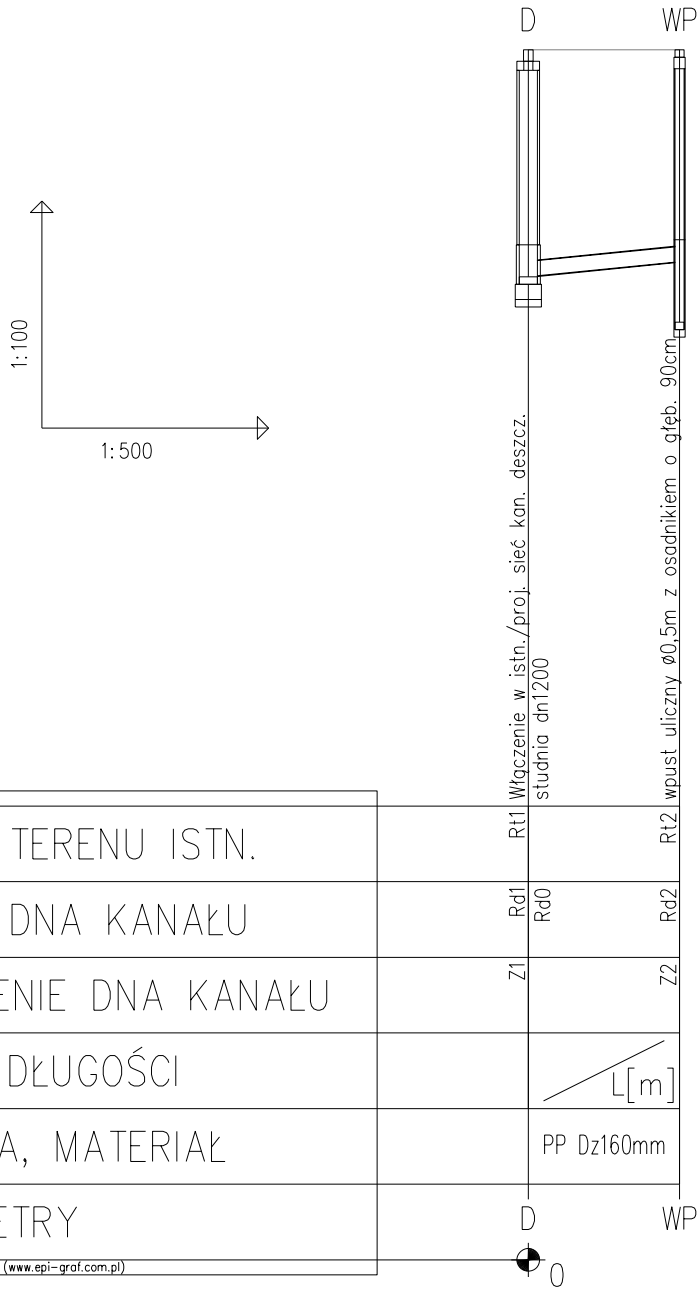 D
WP
1:100
1:500
Włączenie w istn./proj. sieć kan. deszcz.
studnia dn1200
wpust uliczny ø0,5m z osadnikiem o głęb. 90cm
TERENU ISTN.
Rt1
Rt2
DNA KANAŁU
Rd1
Rd0
Rd2
ENIE DNA KANAŁU
Z1
Z2
DŁUGOŚCI
L[m]
A, MATERIAŁ
PP Dz160mm
ETRY
D
WP
(www.epi-graf.com.pl)
0